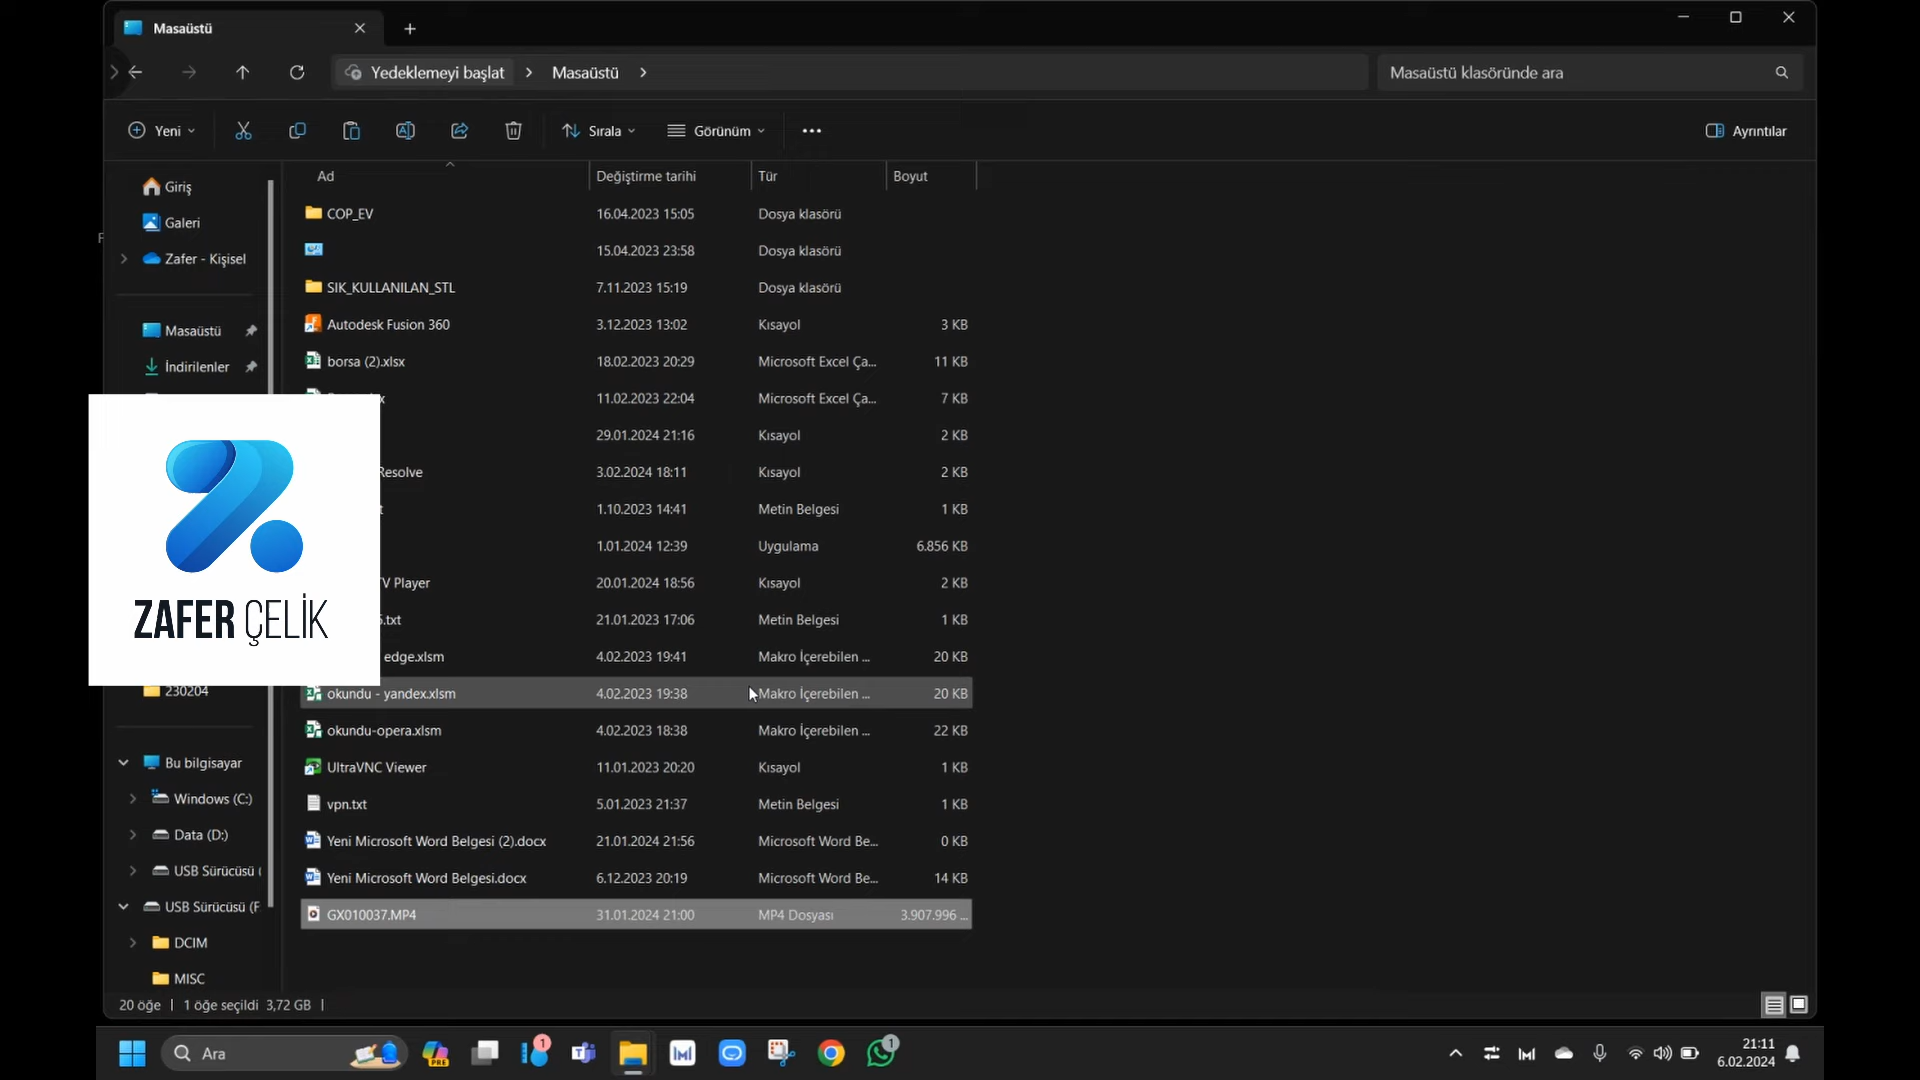 Masaüstü
Yedeklemeyi başlat > Masaüstü >
Masaüstü klasöründe ara
Yeni
Sırala
Görünüm
Ayrıntılar
Giriş
Galeri
Zafer - Kişisel
Masaüstü
İndirilenler
230204
Bu bilgisayar
Windows (C:)
Data (D:)
USB Sürücüsü (
USB Sürücüsü (F
DCIM
MISC
Ad Değiştirme tarihi Tür Boyut
COP_EV 16.04.2023 15:05 Dosya klasörü
15.04.2023 23:58 Dosya klasörü
SIK_KULLANILAN_STL 7.11.2023 15:19 Dosya klasörü
Autodesk Fusion 360 3.12.2023 13:02 Kısayol 3 KB
borsa (2).xlsx 18.02.2023 20:29 Microsoft Excel Ça... 11 KB
11.02.2023 22:04 Microsoft Excel Ça... 7 KB
29.01.2024 21:16 Kısayol 2 KB
Resolve 3.02.2024 18:11 Kısayol 2 KB
1.10.2023 14:41 Metin Belgesi 1 KB
1.01.2024 12:39 Uygulama 6.856 KB
Player 20.01.2024 18:56 Kısayol 2 KB
.txt 21.01.2023 17:06 Metin Belgesi 1 KB
edge.xlsm 4.02.2023 19:41 Makro İçerebilen ... 20 KB
okundu - yandex.xlsm 4.02.2023 19:38 Makro İçerebilen ... 20 KB
okundu-opera.xlsm 4.02.2023 18:38 Makro İçerebilen ... 22 KB
UltraVNC Viewer 11.01.2023 20:20 Kısayol 1 KB
vpn.txt 5.01.2023 21:37 Metin Belgesi 1 KB
Yeni Microsoft Word Belgesi (2).docx 21.01.2024 21:56 Microsoft Word Be... 0 KB
Yeni Microsoft Word Belgesi.docx 6.12.2023 20:19 Microsoft Word Be... 14 KB
GX010037.MP4 31.01.2024 21:00 MP4 Dosyası 3.907.996 ...
ZAFER ÇELİK
20 öğe | 1 öğe seçildi 3,72 GB |
Ara
PRE
1
1
21:11
6.02.2024